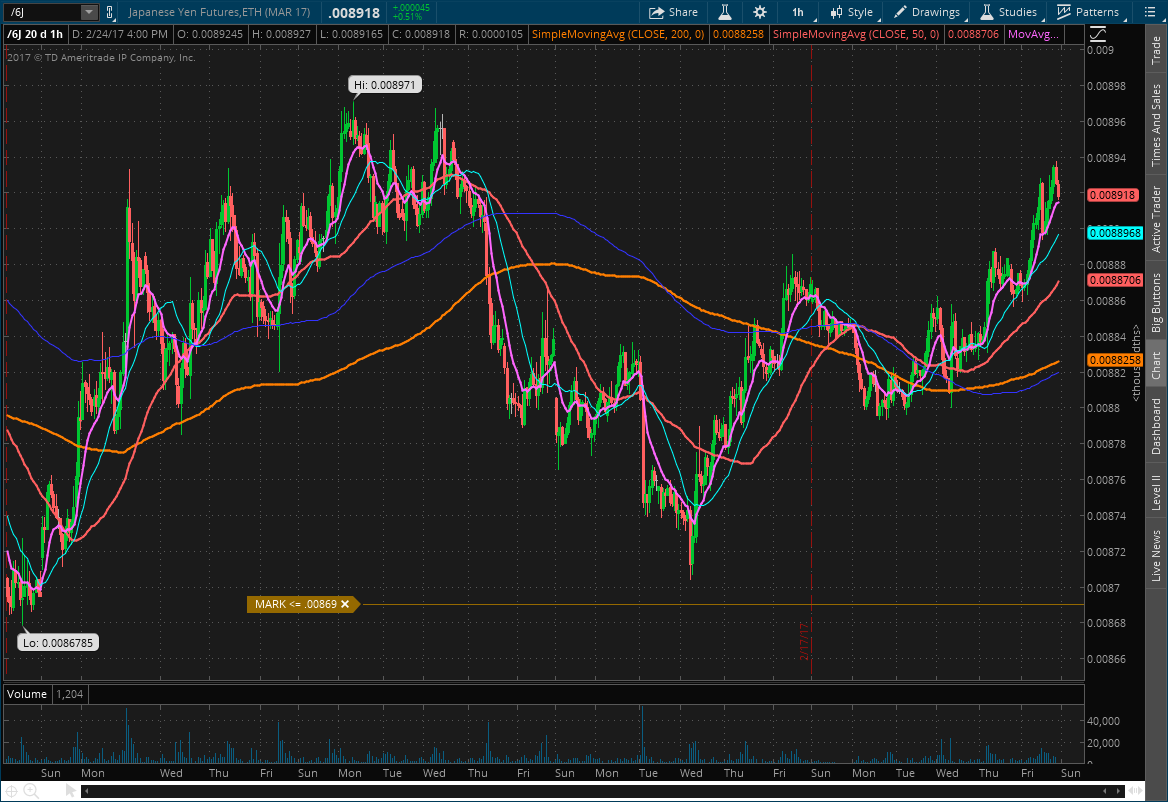 /6J Japanese Yen Futures,ETH (MAR 17) .008918 +.000045 +0.51% Share 1h Style Drawings Studies Patterns
/6J 20 d 1h D: 2/24/17 4:00 PM O: 0.0089245 H: 0.008927 L: 0.0089165 C: 0.008918 R: 0.0000105 SimpleMovingAvg (CLOSE, 200, 0) 0.0088258 SimpleMovingAvg (CLOSE, 50, 0) 0.0088706 MovAvg...
2017 © TD Ameritrade IP Company, Inc.
Hi: 0.008971
Lo: 0.0086785
MARK <= .00869
2/17/17
0.009
0.00898
0.00896
0.00894
0.008918
0.0088968
0.00888
0.0088706
0.00886
0.00884
0.0088258
0.00882
0.0088
0.00878
0.00876
0.00874
0.00872
0.0087
0.00868
0.00866
<thousandths>
Trade
Times And Sales
Active Trader
Big Buttons
Chart
Dashboard
Level II
Live News
Volume 1,204
40,000
20,000
0
Sun Mon Wed Thu Fri Sun Mon Tue Wed Thu Fri Sun Mon Tue Wed Thu Fri Sun Mon Tue Wed Thu Fri Sun